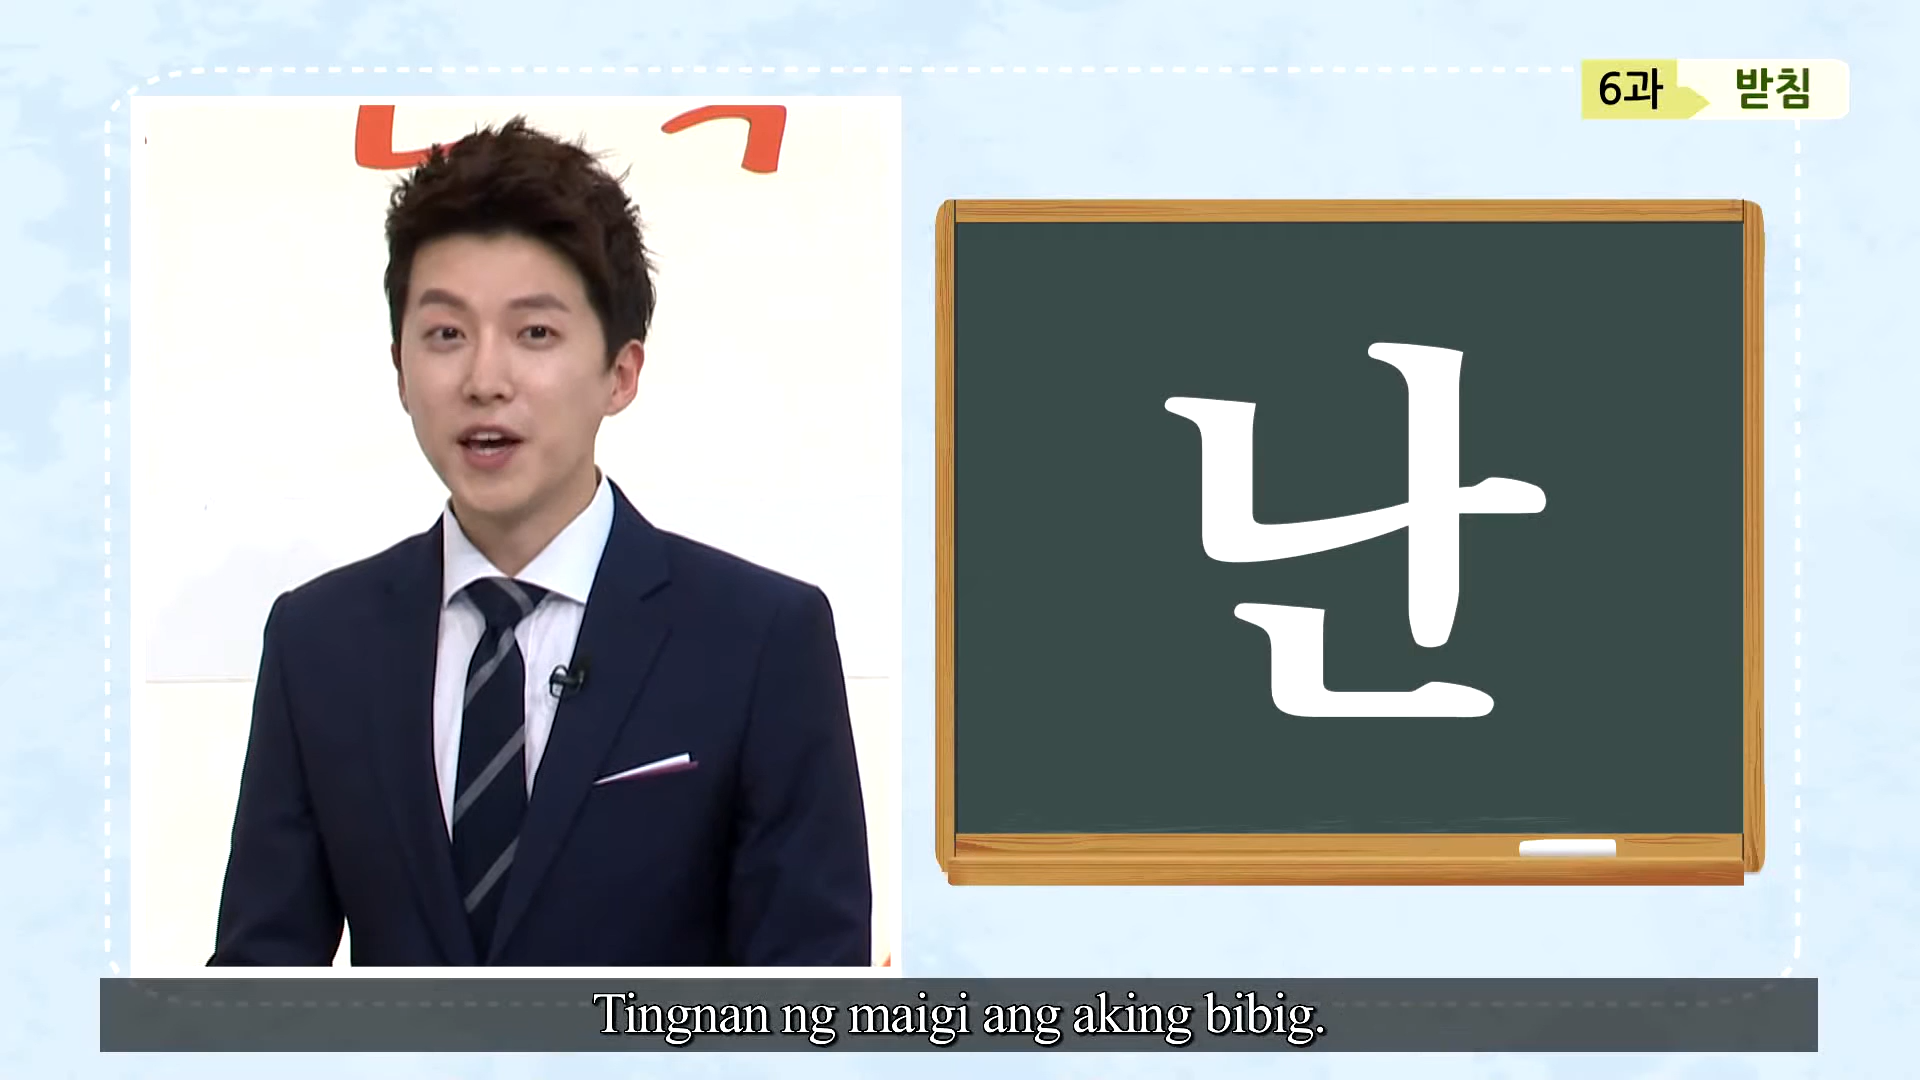 6과 받침
난
Tingnan ng maigi ang aking bibig.